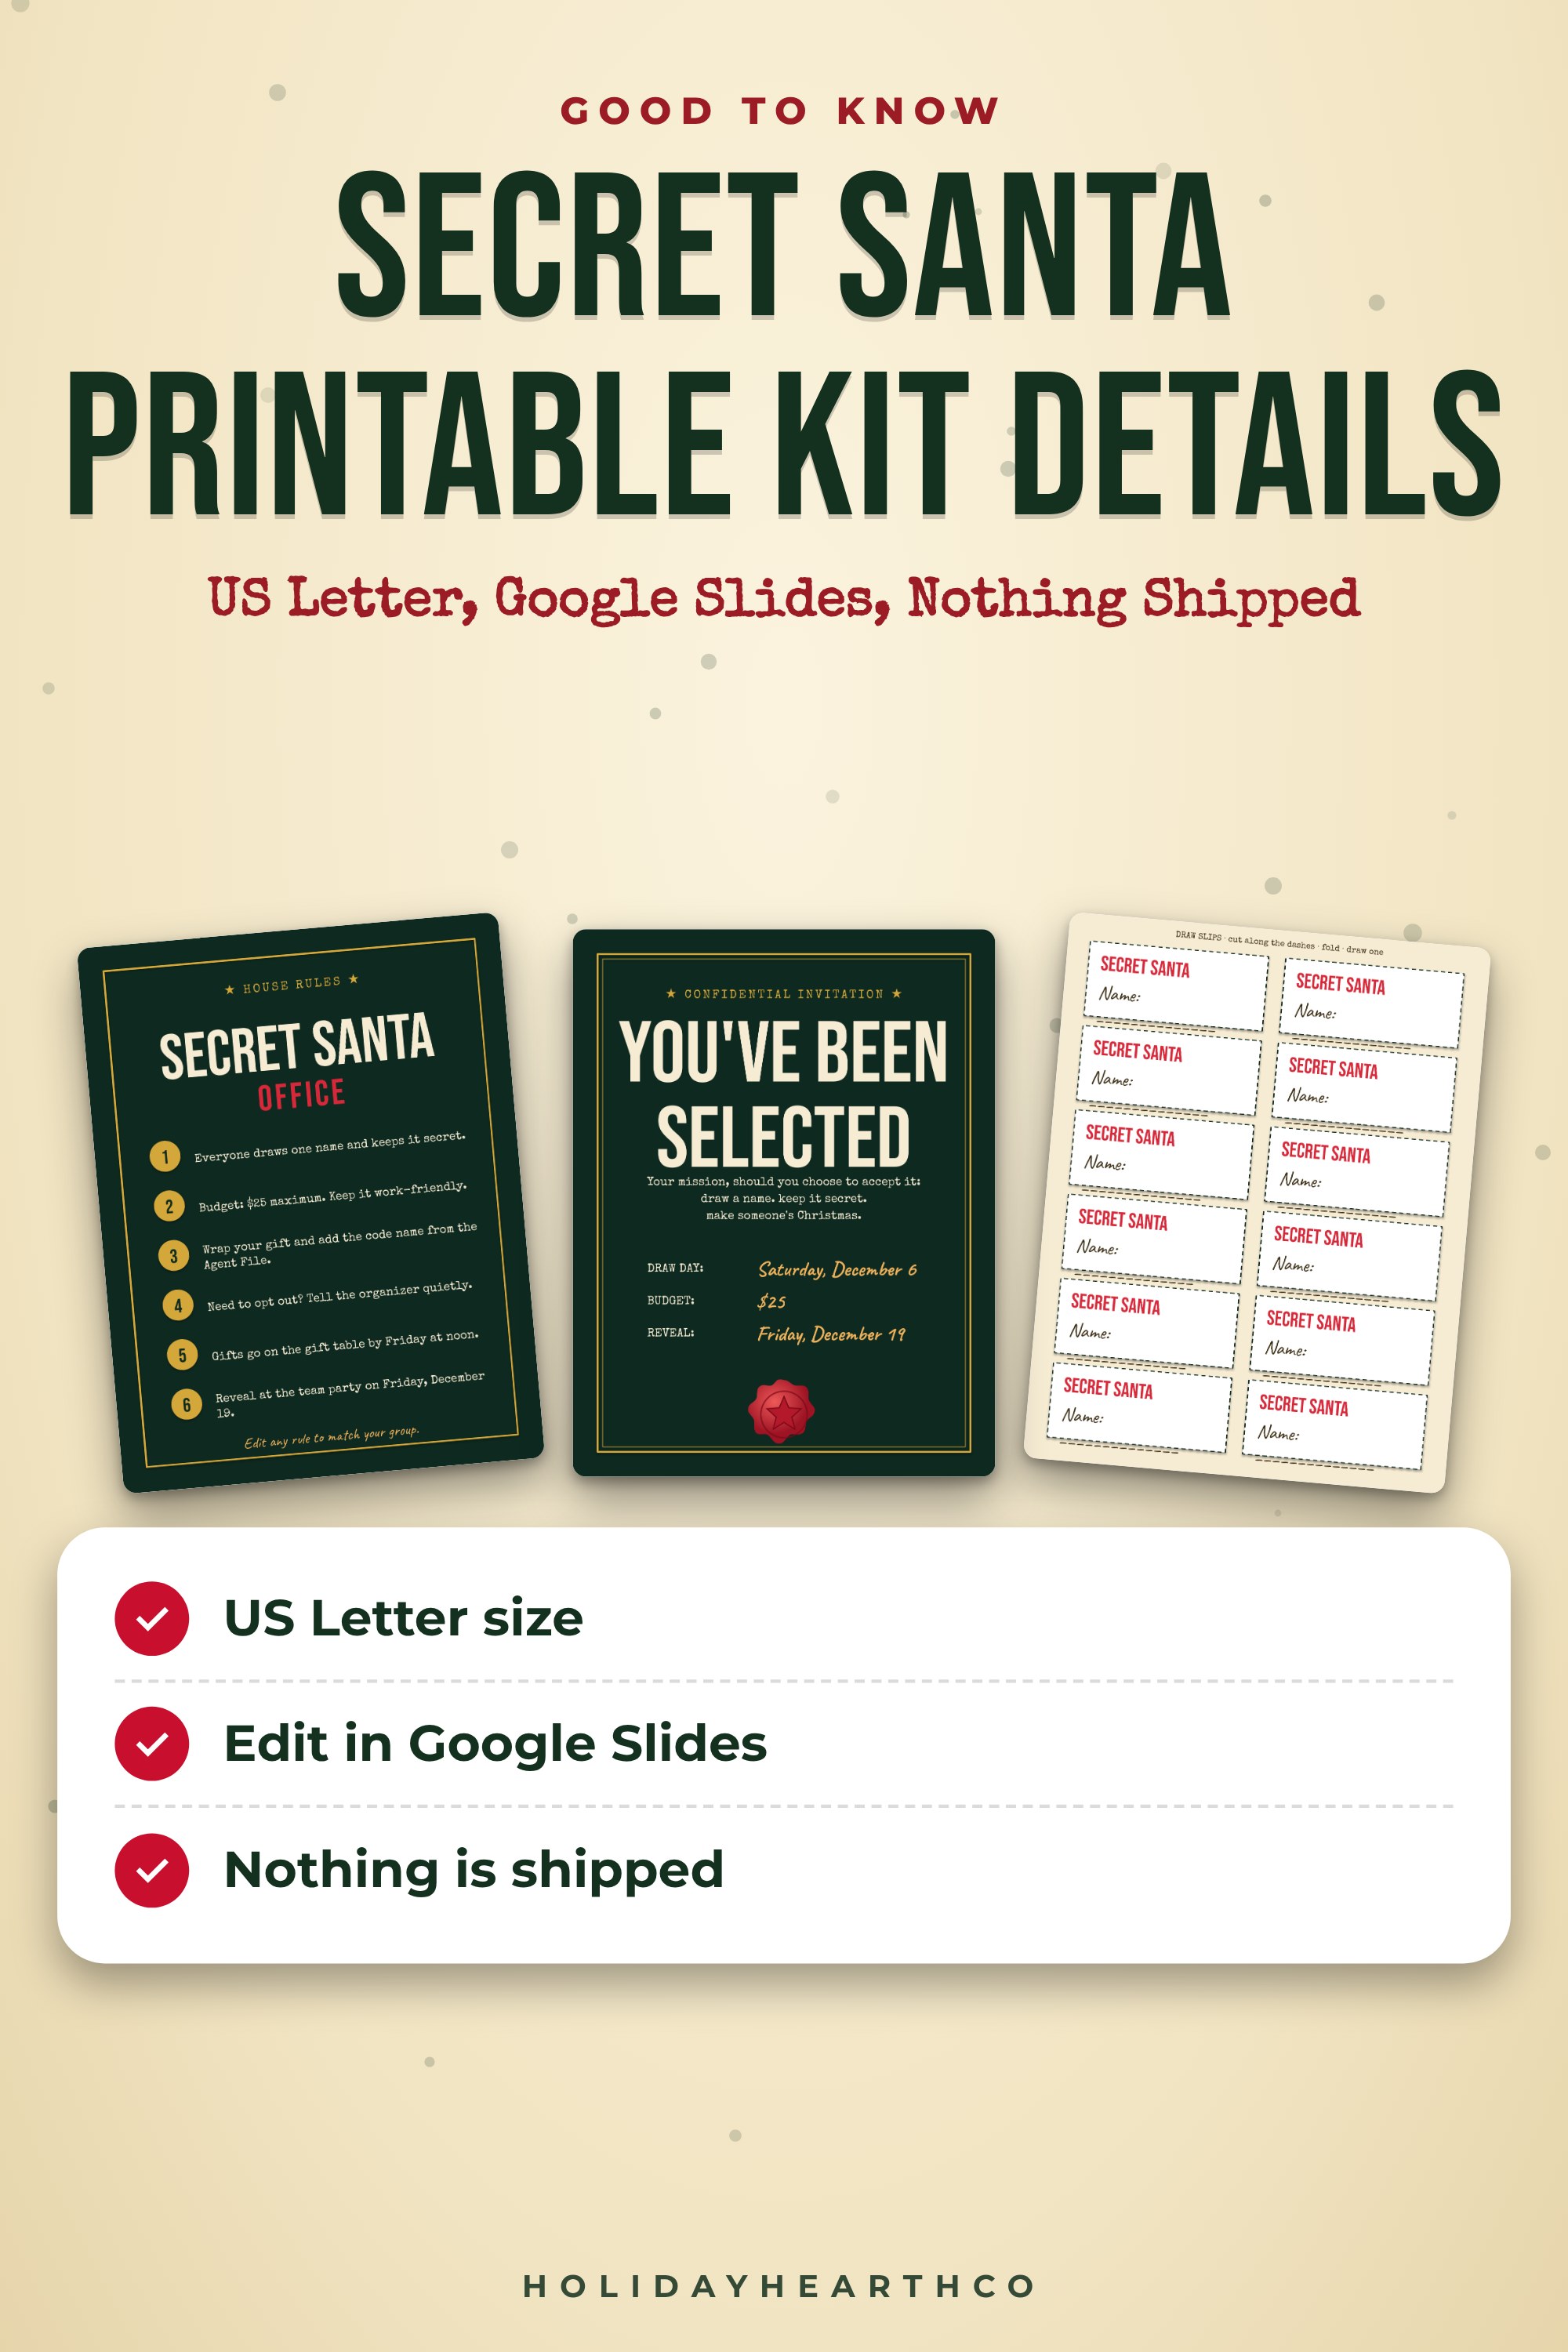 GOOD TO KNOW
SECRET SANTA
PRINTABLE KIT DETAILS
US Letter, Google Slides, Nothing Shipped
★ HOUSE RULES ★
SECRET SANTA
OFFICE
1 Everyone draws one name and keeps it secret.
2 Budget: $25 maximum. Keep it work-friendly.
3 Wrap your gift and add the code name from the
Agent File.
4 Need to opt out? Tell the organizer quietly.
5 Gifts go on the gift table by Friday at noon.
6 Reveal at the team party on Friday, December
19.
Edit any rule to match your group.
★ CONFIDENTIAL INVITATION ★
YOU'VE BEEN
SELECTED
Your mission, should you choose to accept it:
draw a name. keep it secret.
make someone's Christmas.
DRAW DAY: Saturday, December 6
BUDGET: $25
REVEAL: Friday, December 19
DRAW SLIPS · cut along the dashes · fold · draw one
SECRET SANTA SECRET SANTA
Name: Name:
SECRET SANTA SECRET SANTA
Name: Name:
SECRET SANTA SECRET SANTA
Name: Name:
SECRET SANTA SECRET SANTA
Name: Name:
SECRET SANTA SECRET SANTA
Name: Name:
SECRET SANTA SECRET SANTA
Name: Name:
US Letter size
Edit in Google Slides
Nothing is shipped
HOLIDAYHEARTHCO